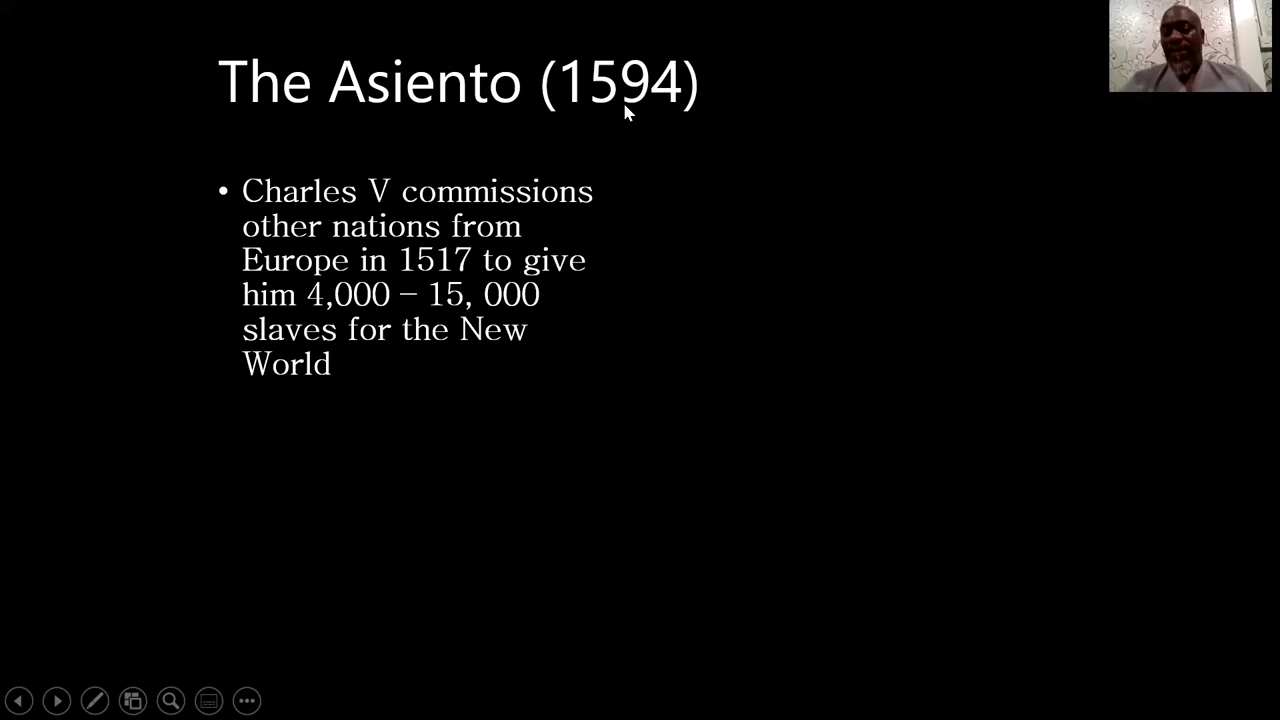 The Asiento (1594)
• Charles V commissions
other nations from
Europe in 1517 to give
him 4,000 – 15, 000
slaves for the New
World